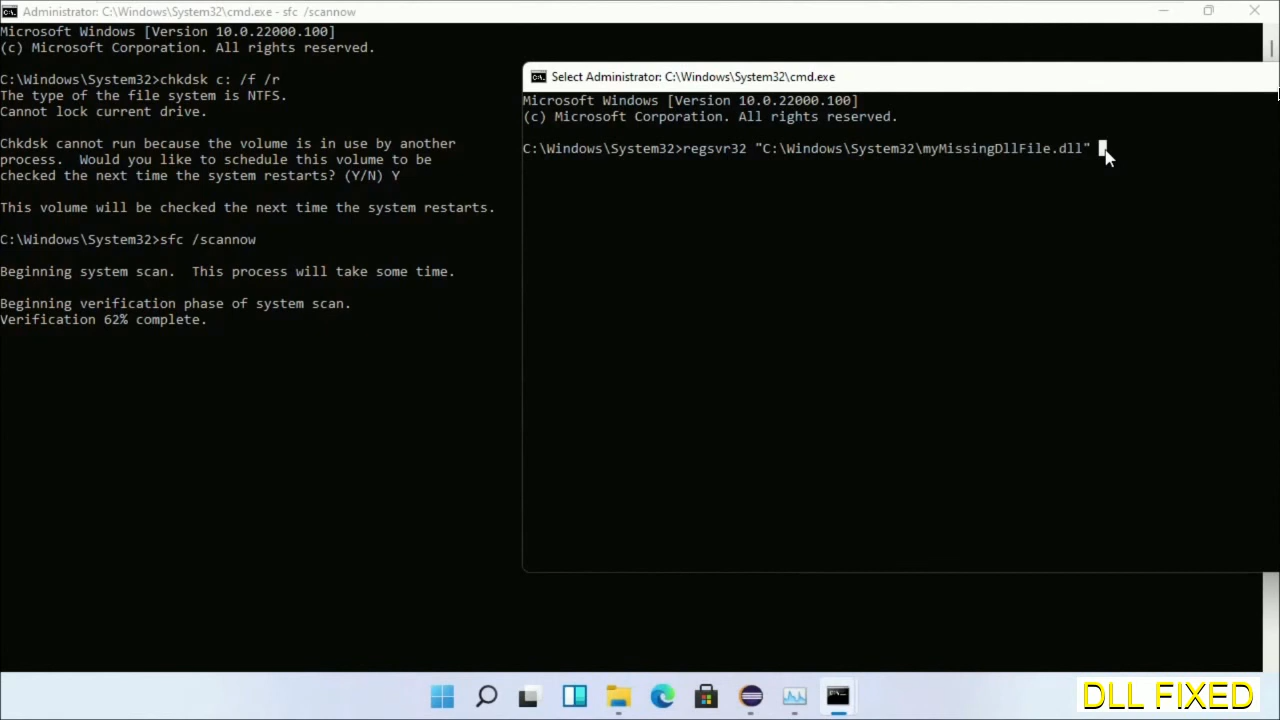 Administrator: C:\Windows\System32\cmd.exe - sfc /scannow
Microsoft Windows [Version 10.0.22000.100]
(c) Microsoft Corporation. All rights reserved.
C:\Windows\System32>chkdsk c: /f /r
The type of the file system is NTFS.
Cannot lock current drive.
Chkdsk cannot run because the volume is in use by another
process.  Would you like to schedule this volume to be
checked the next time the system restarts? (Y/N) Y
This volume will be checked the next time the system restarts.
C:\Windows\System32>sfc /scannow
Beginning system scan.  This process will take some time.
Beginning verification phase of system scan.
Verification 62% complete.
Select Administrator: C:\Windows\System32\cmd.exe
Microsoft Windows [Version 10.0.22000.100]
(c) Microsoft Corporation. All rights reserved.
C:\Windows\System32>regsvr32 "C:\Windows\System32\myMissingDllFile.dll"
DLL FIXED